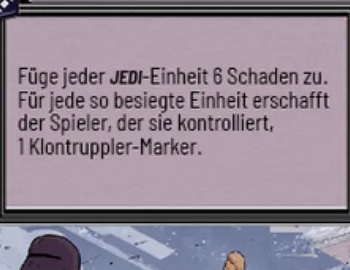 Füge jeder JEDI-Einheit 6 Schaden zu.
Für jede so besiegte Einheit erschafft
der Spieler, der sie kontrolliert,
1 Klontruppler-Marker.